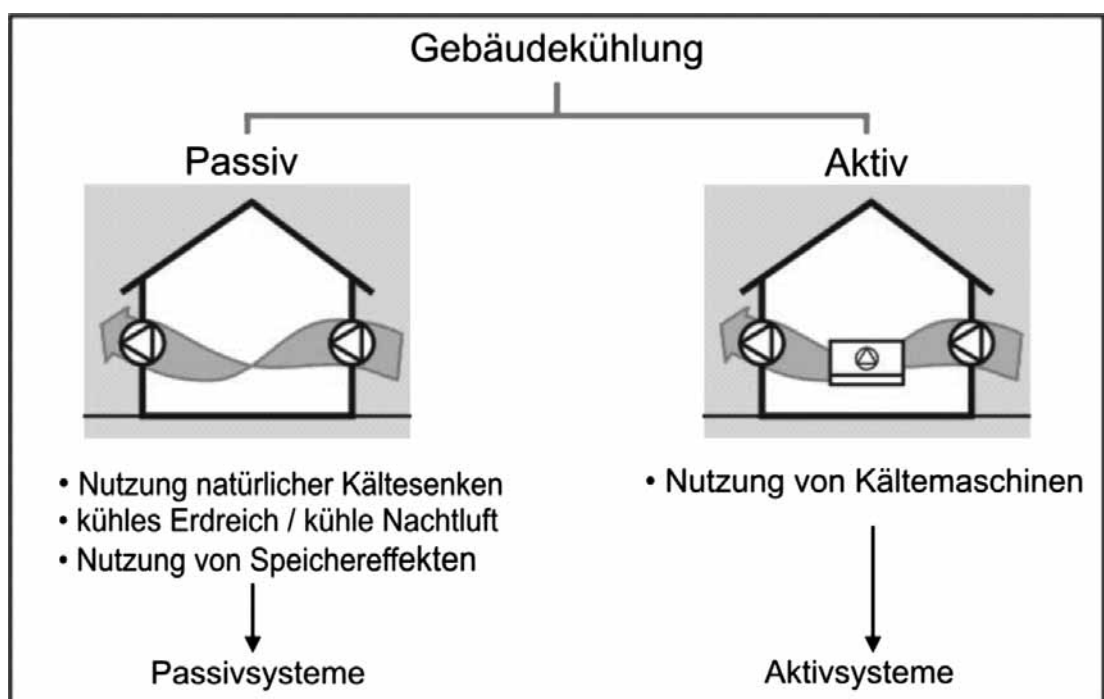 Gebäudekühlung
Passiv
Aktiv
• Nutzung natürlicher Kältesenken
• kühles Erdreich / kühle Nachtluft
• Nutzung von Speichereffekten
• Nutzung von Kältemaschinen
Passivsysteme
Aktivsysteme